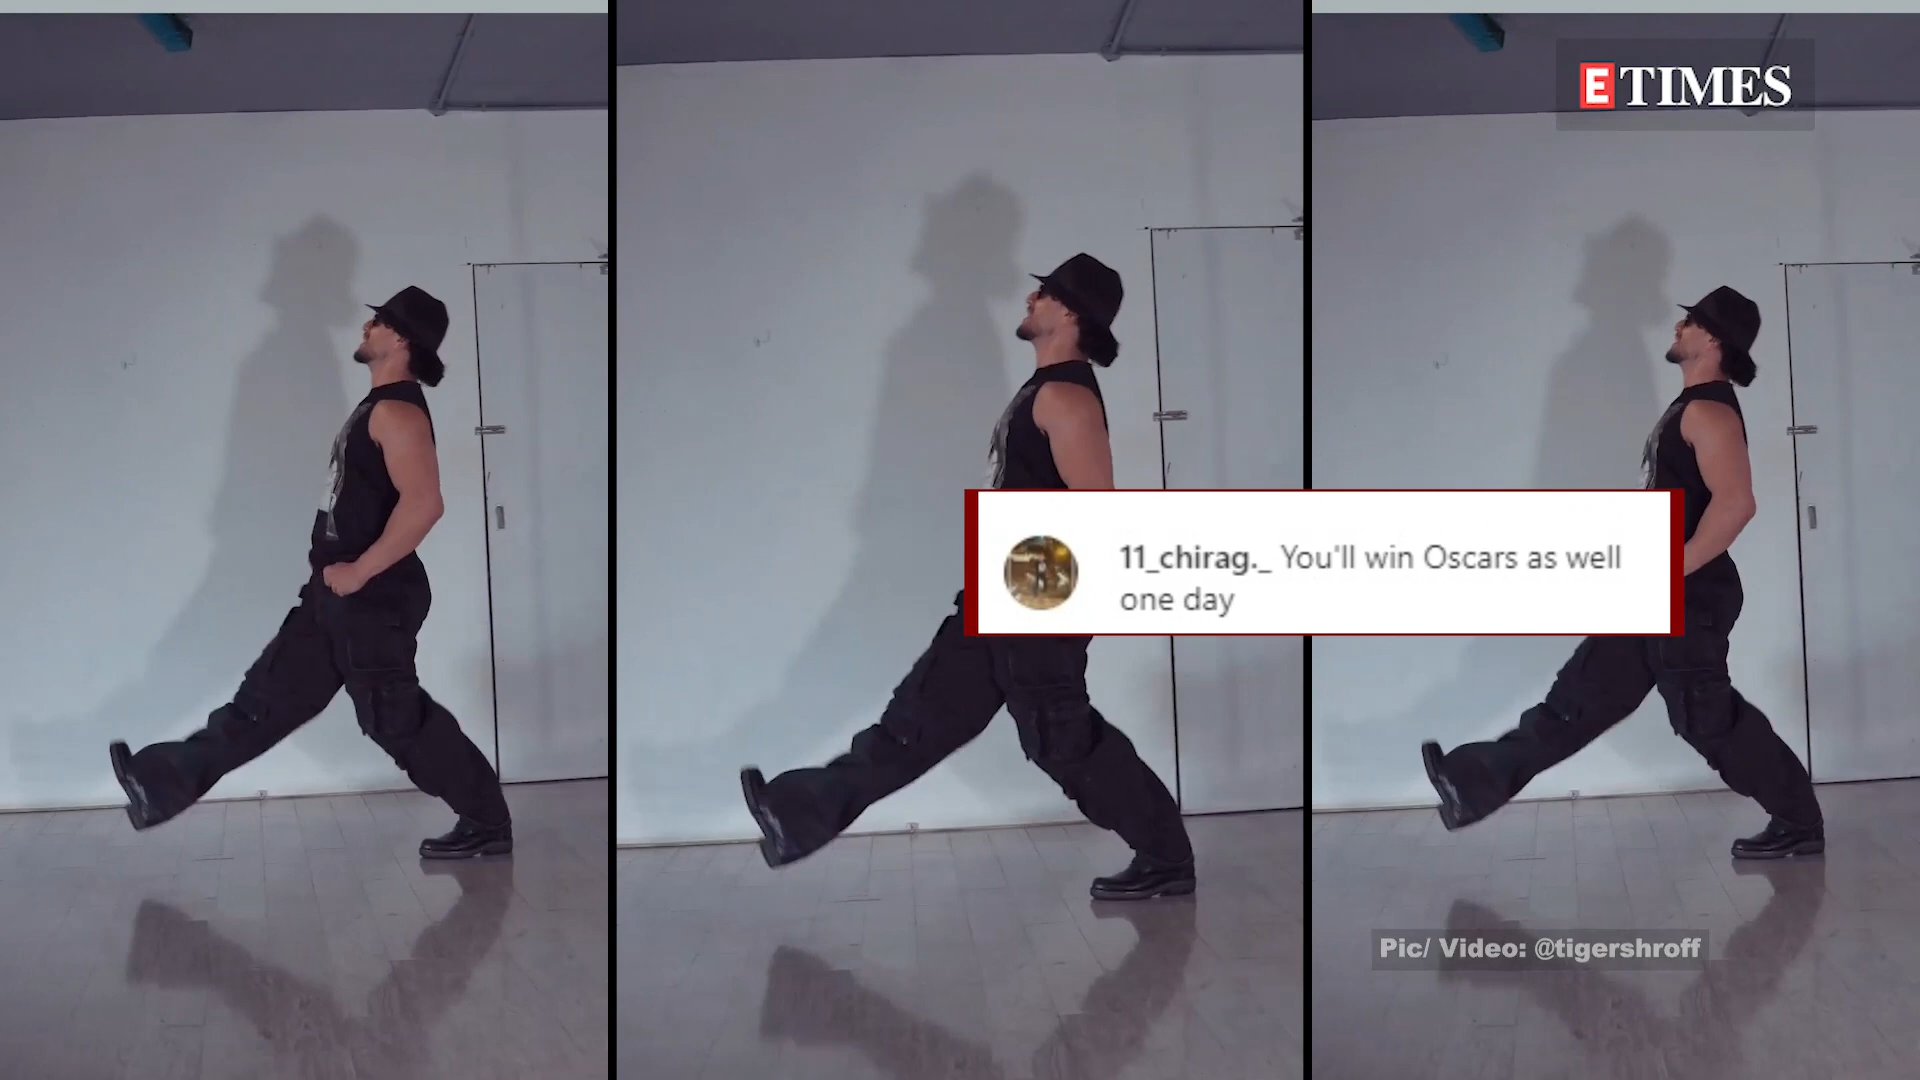 ETIMES
11_chirag._ You'll win Oscars as well
one day
Pic/ Video: @tigershroff